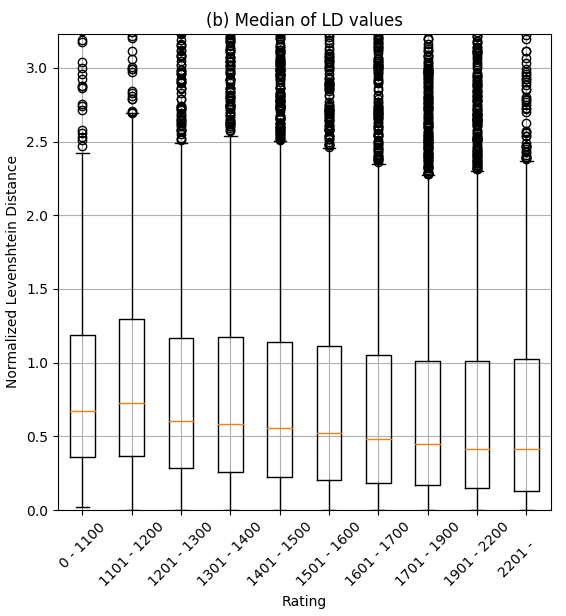 (b) Median of LD values
Normalized Levenshtein Distance
3.0
2.5
2.0
1.5
1.0
0.5
0.0
0 - 1100
1101 - 1200
1201 - 1300
1301 - 1400
1401 - 1500
1501 - 1600
1601 - 1700
1701 - 1900
1901 - 2200
2201 -
Rating